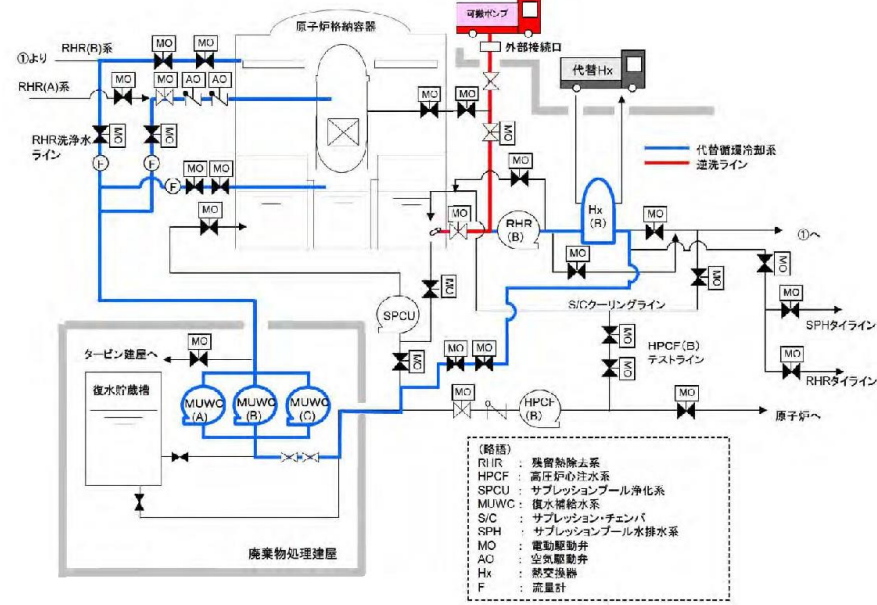 可搬ポンプ
原子炉格納容器
外部接続口
代替Hx
RHR(B)系
①より
RHR(A)系
MO
MO
MO
MO
AO
AO
MO
MO
RHR洗浄水
ライン
MO
MO
F
F
F
MO
MO
MO
MO
代替循環冷却系
逆洗ライン
MO
MO
MO
RHR
(B)
Hx
(B)
MO
①へ
MO
MO
MO
SPCU
MO
S/Cクーリングライン
MO
SPHタイライン
MO
HPCF(B)
テストライン
MO
MO
RHRタイライン
MO
MO
MO
タービン建屋へ
MO
復水貯蔵槽
MUWC
(A)
MUWC
(B)
MUWC
(C)
MO
HPCF
(B)
MO
原子炉へ
廃棄物処理建屋
(略語)
RHR : 残留熱除去系
HPCF : 高圧炉心注水系
SPCU : サプレッションプール浄化系
MUWC : 復水補給水系
S/C : サプレッション・チェンバ
SPH : サプレッションプール水排水系
MO : 電動駆動弁
AO : 空気駆動弁
Hx : 熱交換器
F : 流量計